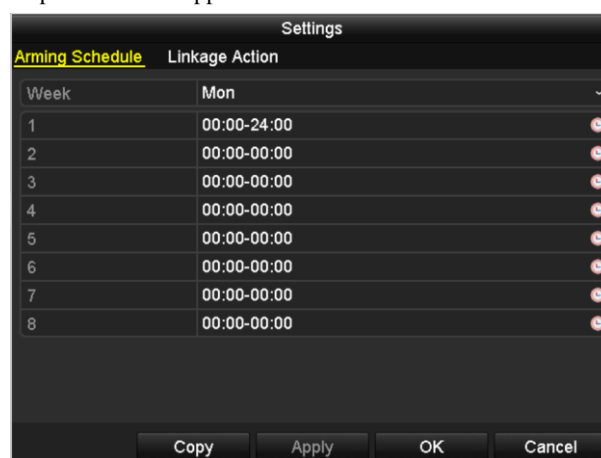 Settings
Arming Schedule Linkage Action
Week Mon
1 00:00-24:00
2 00:00-00:00
3 00:00-00:00
4 00:00-00:00
5 00:00-00:00
6 00:00-00:00
7 00:00-00:00
8 00:00-00:00
Copy Apply OK Cancel